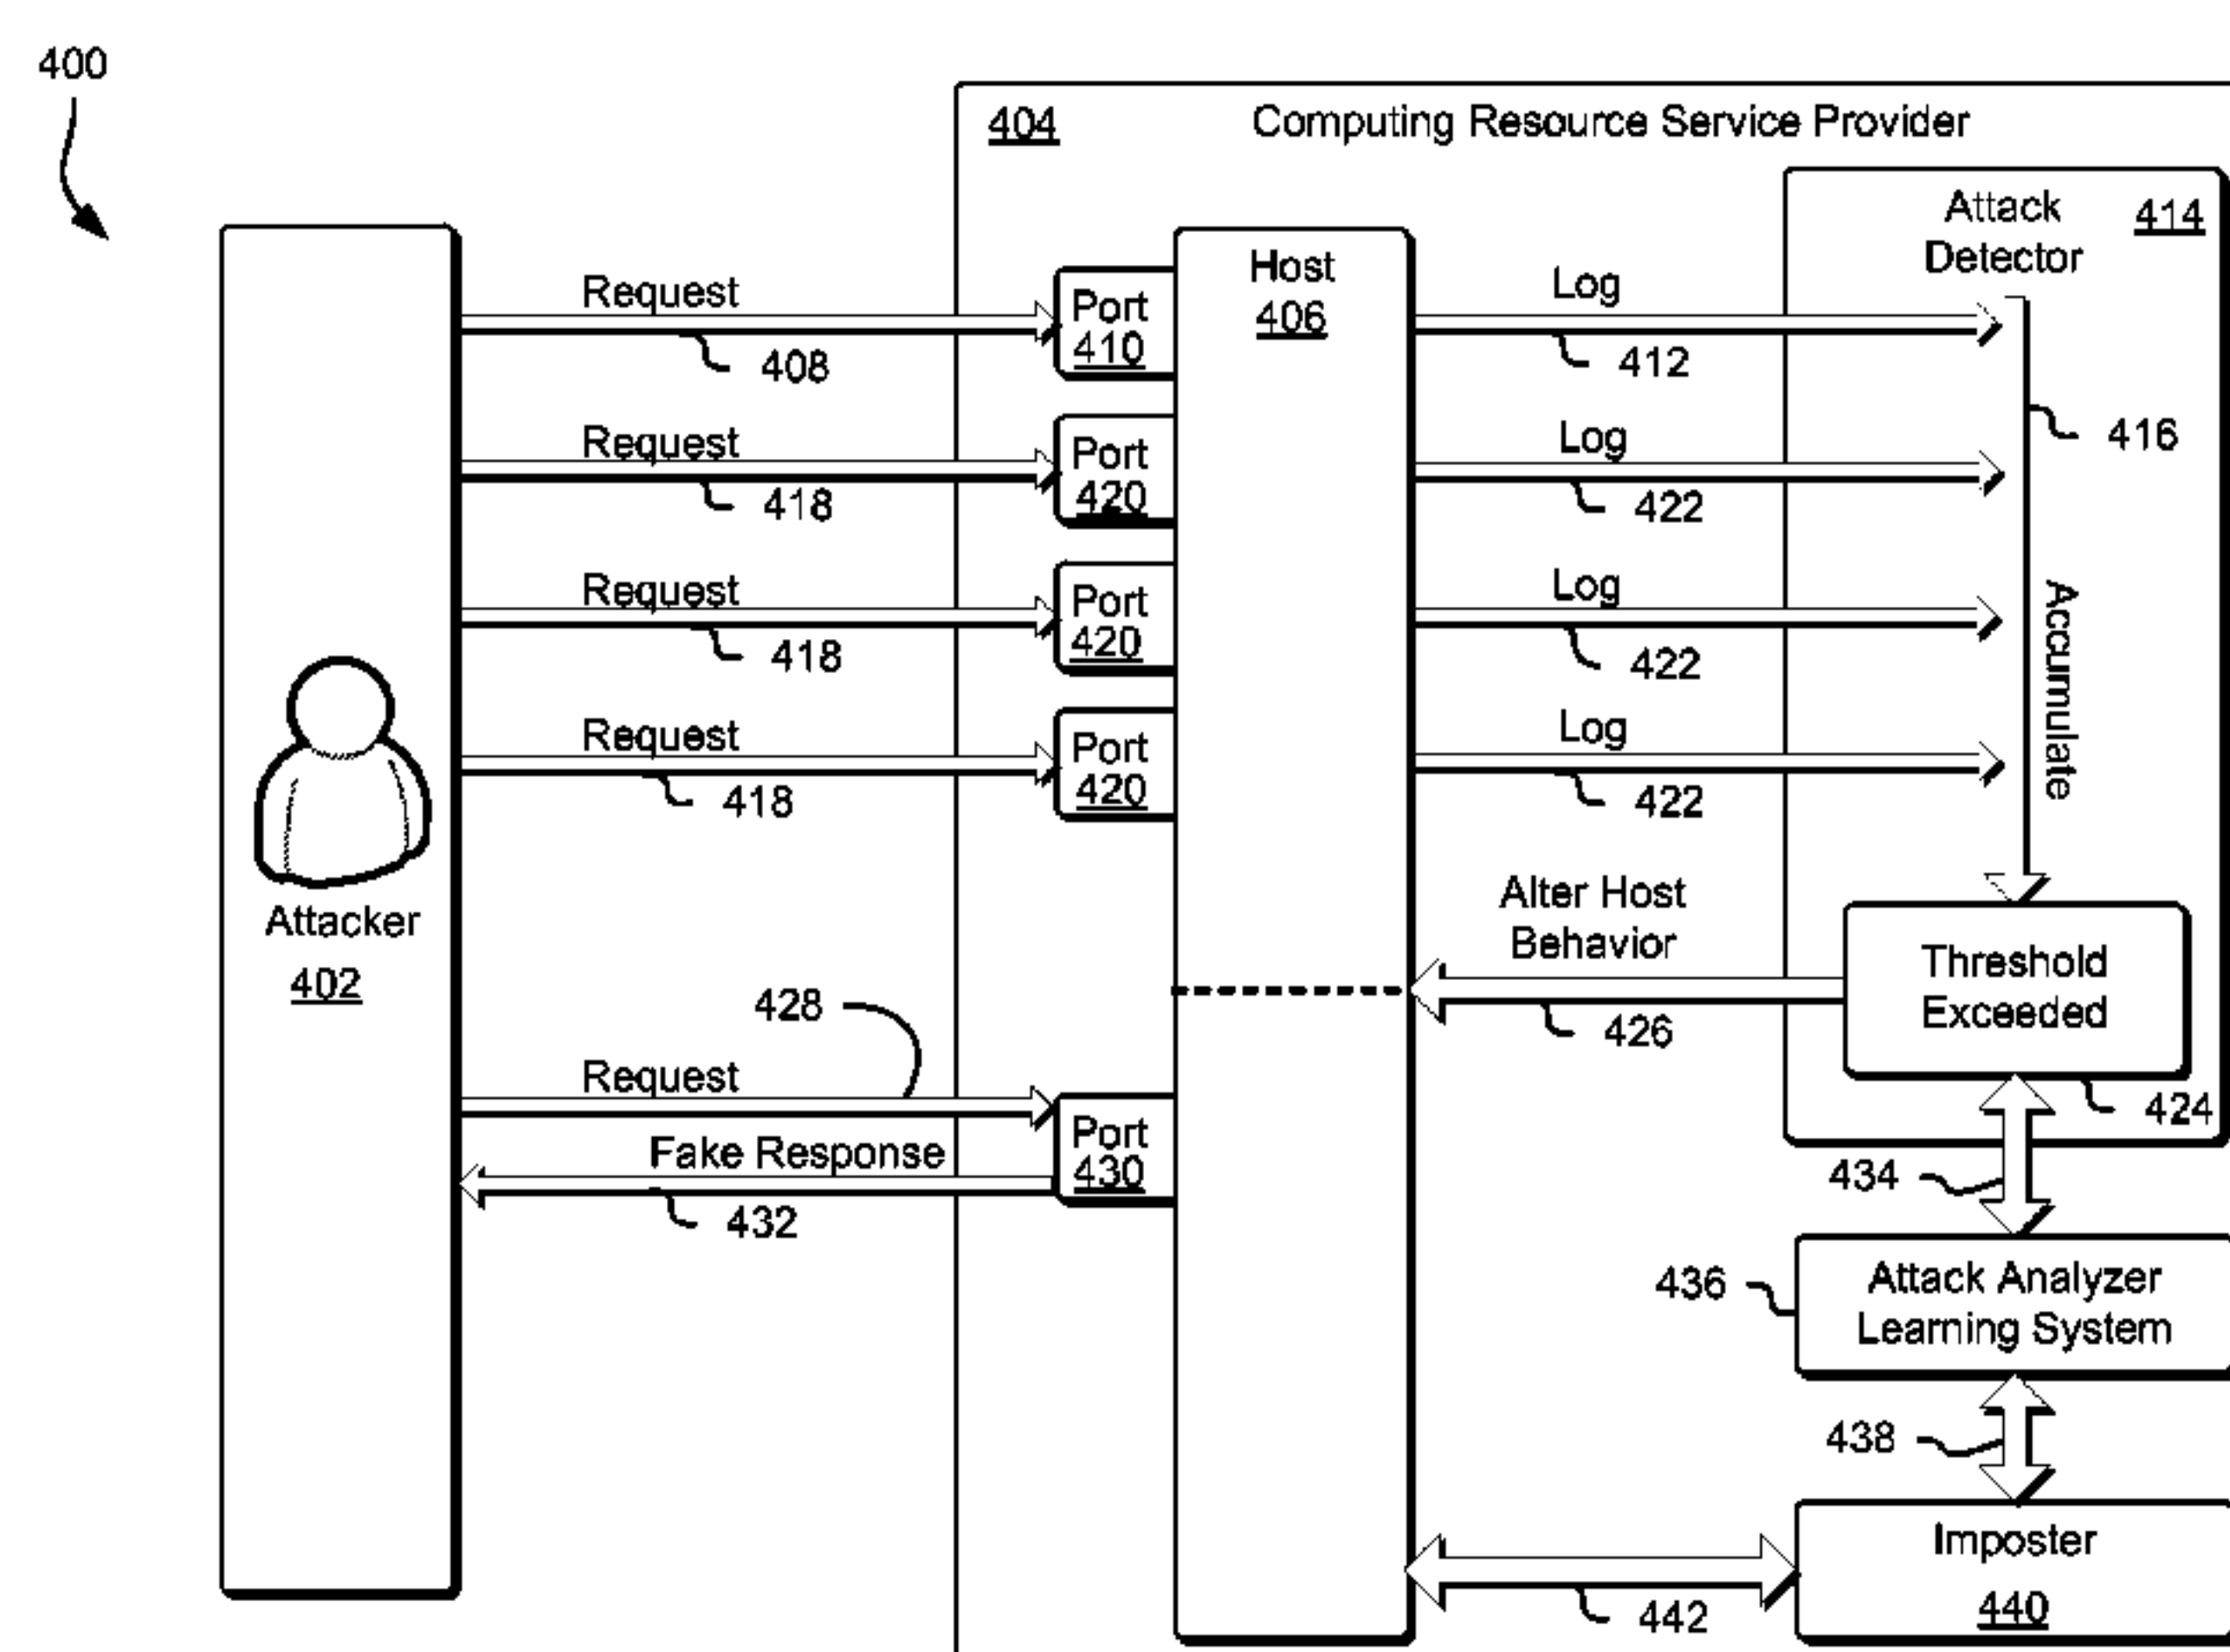 400
404
Computing Resource Service Provider
Attack
Detector
414
Host
406
Request
408
Port
410
Log
412
416
Request
418
Port
420
Log
422
Request
418
Port
420
Log
422
Accumulate
Request
418
Port
420
Log
422
Attacker
402
Alter Host
Behavior
426
Threshold
Exceeded
424
428
Request
Fake Response
432
Port
430
434
436
Attack Analyzer
Learning System
438
Imposter
440
442